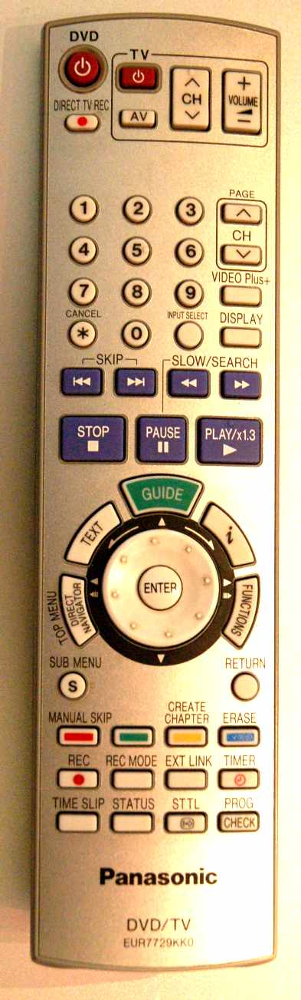 DVD
TV
DIRECT TV REC
AV
CH
+
VOLUME
−
PAGE
1 2 3
CH
4 5 6
VIDEO Plus+
7 8 9
CANCEL
INPUT SELECT
DISPLAY
* 0
SKIP
SLOW/SEARCH
STOP
PAUSE
PLAY/x1.3
GUIDE
TEXT
i
ENTER
TOP MENU
DIRECT
NAVIGATOR
FUNCTIONS
SUB MENU
RETURN
S
MANUAL SKIP
CREATE
CHAPTER
ERASE
REC
REC MODE
EXT LINK
TIMER
TIME SLIP
STATUS
STTL
PROG
CHECK
Panasonic
DVD/TV
EUR7729KK0